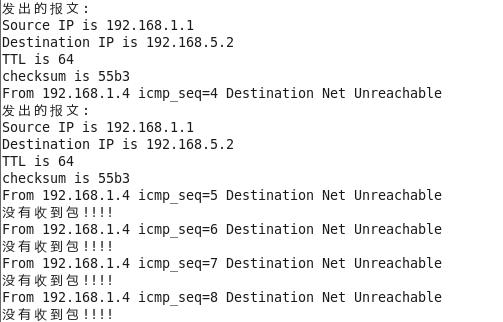 发出的报文:
Source IP is 192.168.1.1
Destination IP is 192.168.5.2
TTL is 64
checksum is 55b3
From 192.168.1.4 icmp_seq=4 Destination Net Unreachable
发出的报文:
Source IP is 192.168.1.1
Destination IP is 192.168.5.2
TTL is 64
checksum is 55b3
From 192.168.1.4 icmp_seq=5 Destination Net Unreachable
没有收到包!!!!
From 192.168.1.4 icmp_seq=6 Destination Net Unreachable
没有收到包!!!!
From 192.168.1.4 icmp_seq=7 Destination Net Unreachable
没有收到包!!!!
From 192.168.1.4 icmp_seq=8 Destination Net Unreachable
没有收到包!!!!